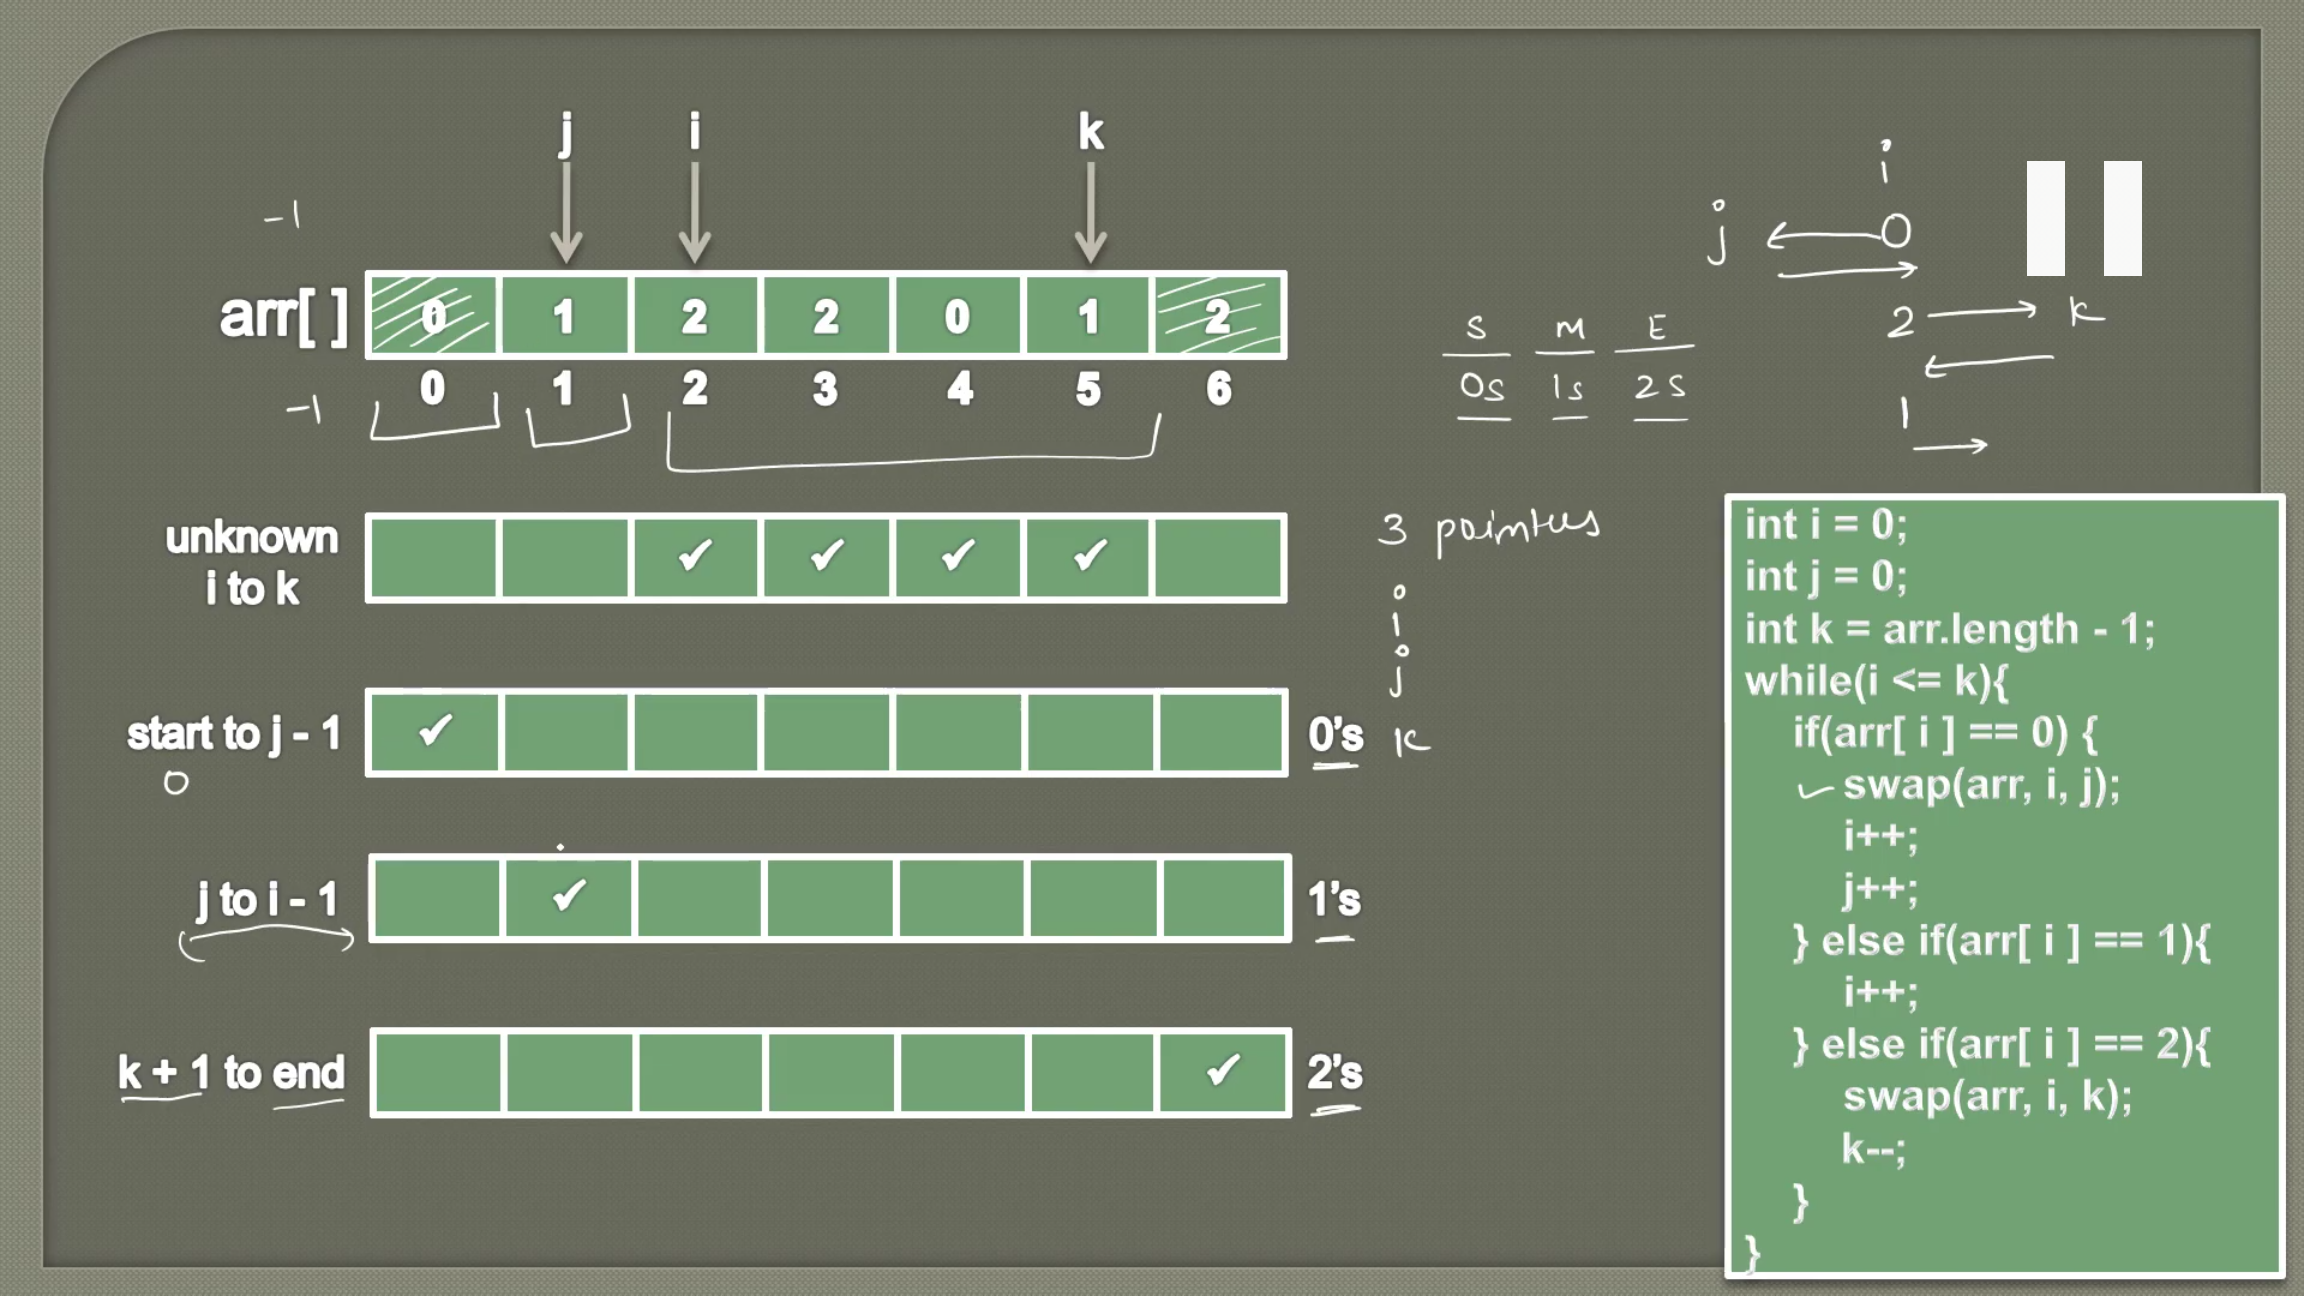 j i k
-1
arr[ ] 0 1 2 2 0 1 2
0 1 2 3 4 5 6
-1
unknown
i to k
✓ ✓ ✓ ✓
start to j - 1 ✓ 0's
0
j to i - 1 ✓ 1's
k + 1 to end ✓ 2's
S M E
0s 1s 2s
3 pointers
i
j
k
i
j 0
2 k
1
int i = 0;
int j = 0;
int k = arr.length - 1;
while(i <= k){
if(arr[ i ] == 0) {
swap(arr, i, j);
i++;
j++;
} else if(arr[ i ] == 1){
i++;
} else if(arr[ i ] == 2){
swap(arr, i, k);
k--;
}
}